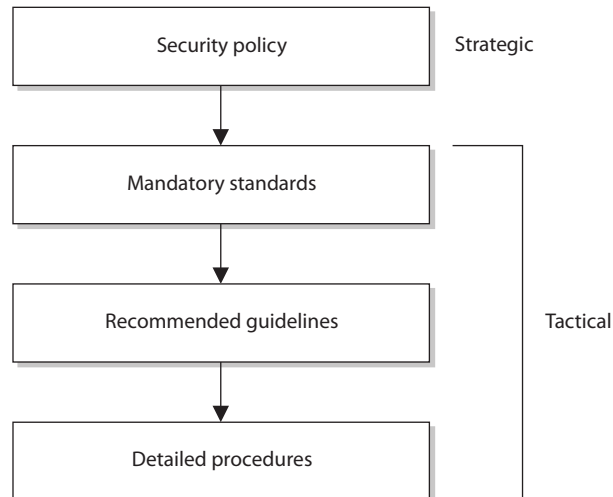 Security policy
Strategic
Mandatory standards
Recommended guidelines
Tactical
Detailed procedures